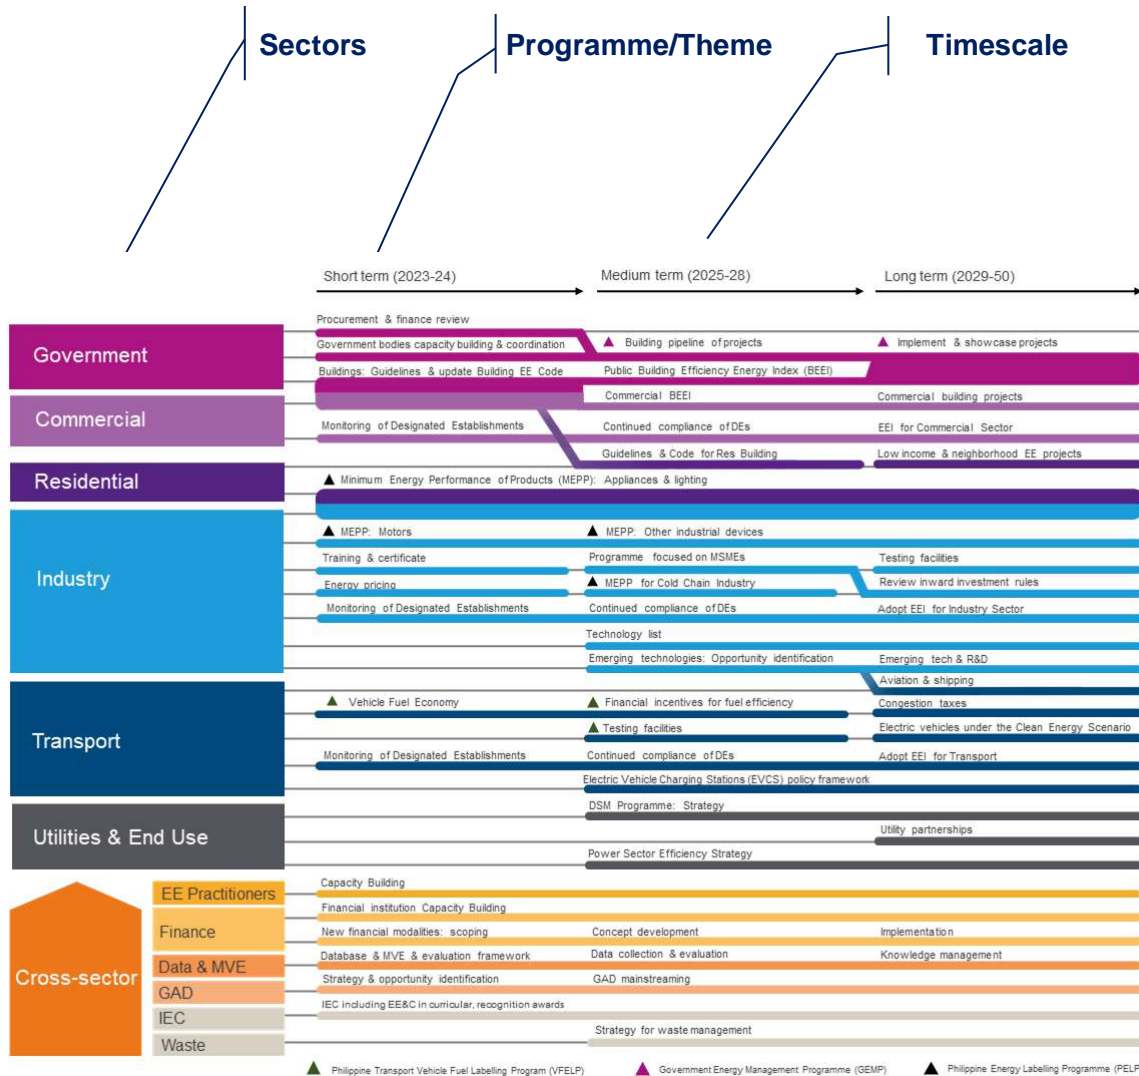 Sectors
Programme/Theme
Timescale
Short term (2023-24)
Medium term (2025-28)
Long term (2029-50)
Government
Procurement & finance review
Government bodies capacity building & coordination
Building pipeline of projects
Implement & showcase projects
Buildings: Guidelines & update Building EE Code
Public Building Efficiency Energy Index (BEEI)
Commercial
Commercial BEEI
Commercial building projects
Monitoring of Designated Establishments
Continued compliance of DEs
EEI for Commercial Sector
Guidelines & Code for Res Building
Low income & neighborhood EE projects
Residential
Minimum Energy Performance of Products (MEPP): Appliances & lighting
Industry
MEPP: Motors
MEPP: Other industrial devices
Training & certificate
Programme focused on MSMEs
Testing facilities
Energy pricing
MEPP for Cold Chain Industry
Review inward investment rules
Monitoring of Designated Establishments
Continued compliance of DEs
Adopt EEI for Industry Sector
Technology list
Emerging technologies: Opportunity identification
Emerging tech & R&D
Aviation & shipping
Transport
Vehicle Fuel Economy
Financial incentives for fuel efficiency
Congestion taxes
Testing facilities
Electric vehicles under the Clean Energy Scenario
Monitoring of Designated Establishments
Continued compliance of DEs
Adopt EEI for Transport
Electric Vehicle Charging Stations (EVCS) policy framework
Utilities & End Use
DSM Programme: Strategy
Utility partnerships
Power Sector Efficiency Strategy
Cross-sector
EE Practitioners
Capacity Building
Finance
Financial institution Capacity Building
New financial modalities: scoping
Concept development
Implementation
Data & MVE
Database & MVE & evaluation framework
Data collection & evaluation
Knowledge management
GAD
Strategy & opportunity identification
GAD mainstreaming
IEC
IEC including EE&C in curricular, recognition awards
Waste
Strategy for waste management
Philippine Transport Vehicle Fuel Labelling Program (VFELP)
Government Energy Management Programme (GEMP)
Philippine Energy Labelling Programme (PELP